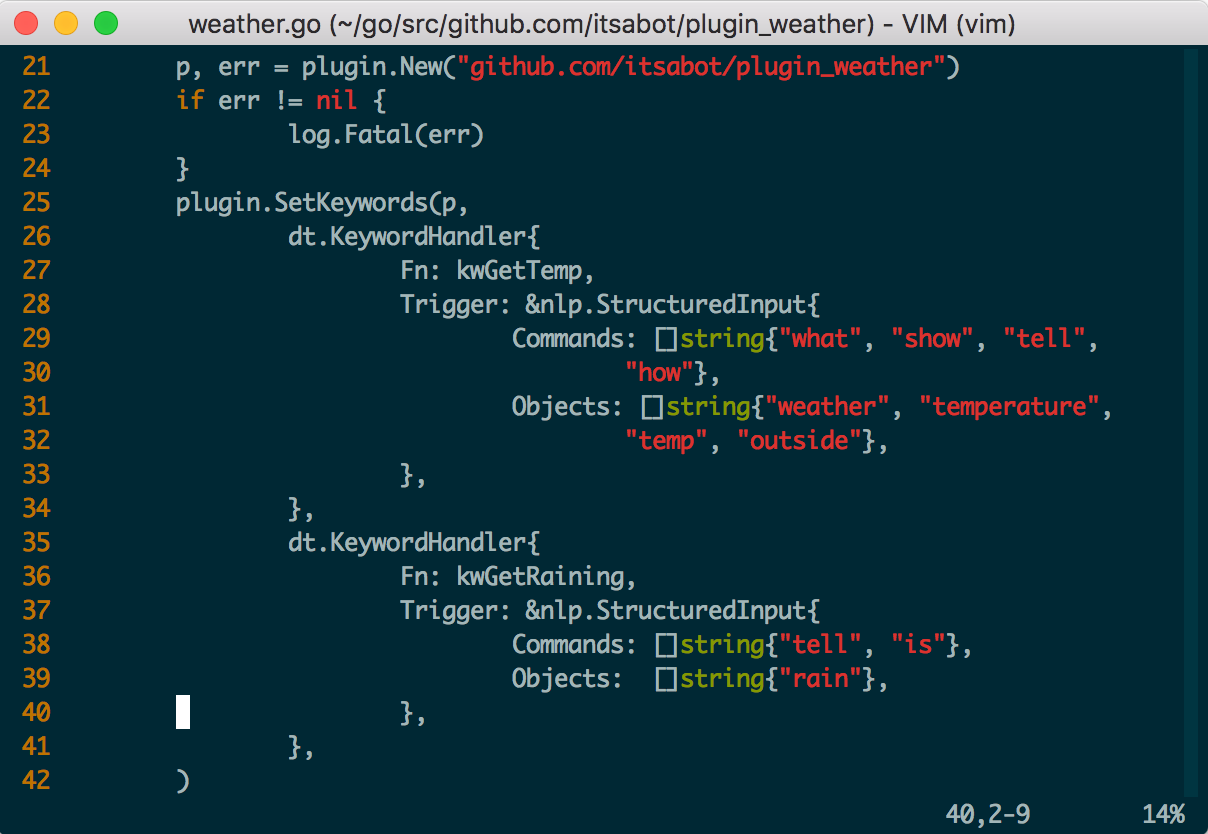 weather.go (~/go/src/github.com/itsabot/plugin_weather) - VIM (vim)
21 p, err = plugin.New("github.com/itsabot/plugin_weather")
22 if err != nil {
23 log.Fatal(err)
24 }
25 plugin.SetKeywords(p,
26 dt.KeywordHandler{
27 Fn: kwGetTemp,
28 Trigger: &nlp.StructuredInput{
29 Commands: []string{"what", "show", "tell",
30 "how"},
31 Objects: []string{"weather", "temperature",
32 "temp", "outside"},
33 },
34 },
35 dt.KeywordHandler{
36 Fn: kwGetRaining,
37 Trigger: &nlp.StructuredInput{
38 Commands: []string{"tell", "is"},
39 Objects:  []string{"rain"},
40 },
41 },
42 )
40,2-9 14%